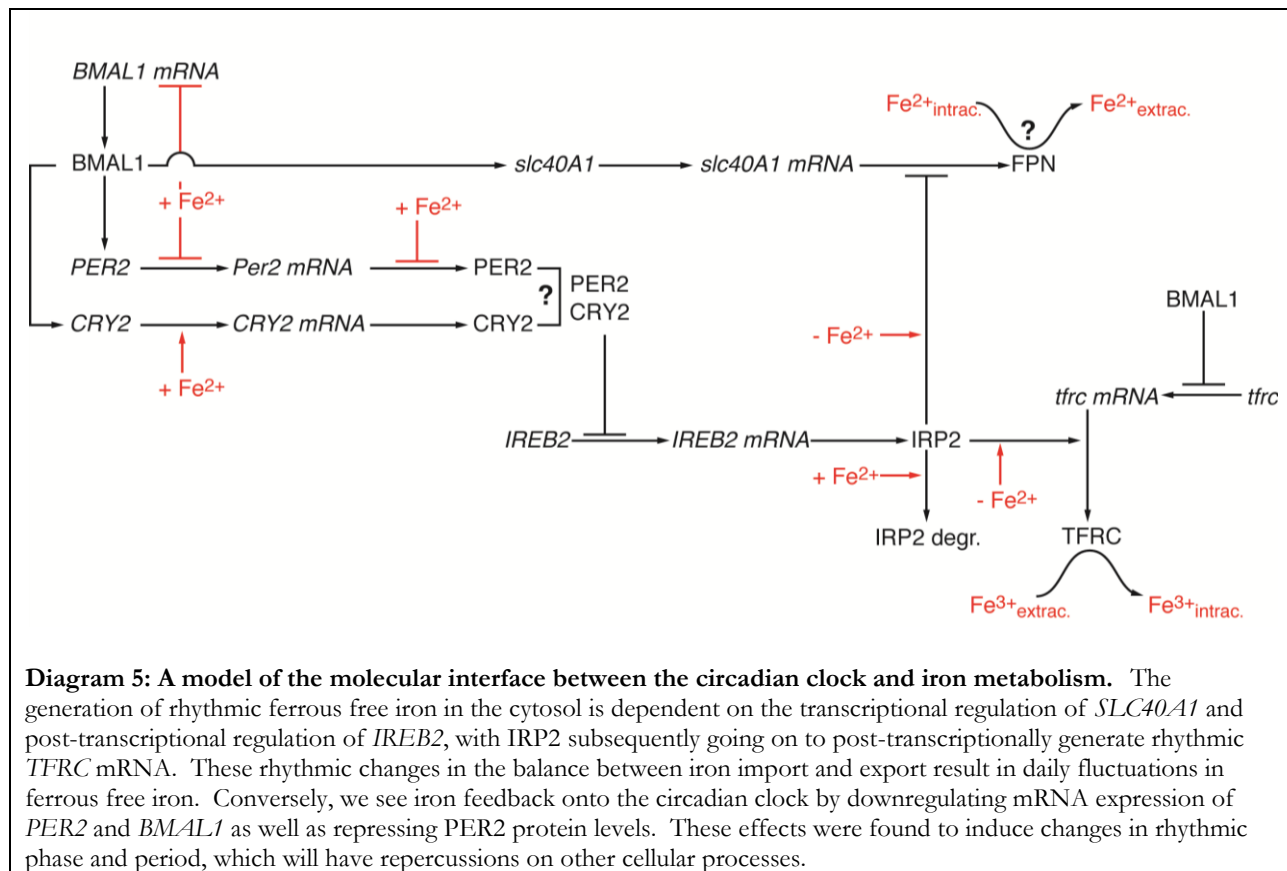 BMAL1 mRNA
Fe2+intrac. Fe2+extrac.
?
BMAL1 slc40A1 slc40A1 mRNA FPN
+ Fe2+ + Fe2+
PER2 Per2 mRNA PER2 PER2
? CRY2
BMAL1
CRY2 CRY2 mRNA CRY2
- Fe2+
+ Fe2+
tfrc mRNA tfrc
IREB2 IREB2 mRNA IRP2
+ Fe2+ - Fe2+
IRP2 degr. TFRC
Fe3+extrac. Fe3+intrac.
Diagram 5: A model of the molecular interface between the circadian clock and iron metabolism. The
generation of rhythmic ferrous free iron in the cytosol is dependent on the transcriptional regulation of SLC40A1 and
post-transcriptional regulation of IREB2, with IRP2 subsequently going on to post-transcriptionally generate rhythmic
TFRC mRNA. These rhythmic changes in the balance between iron import and export result in daily fluctuations in
ferrous free iron. Conversely, we see iron feedback onto the circadian clock by downregulating mRNA expression of
PER2 and BMAL1 as well as repressing PER2 protein levels. These effects were found to induce changes in rhythmic
phase and period, which will have repercussions on other cellular processes.